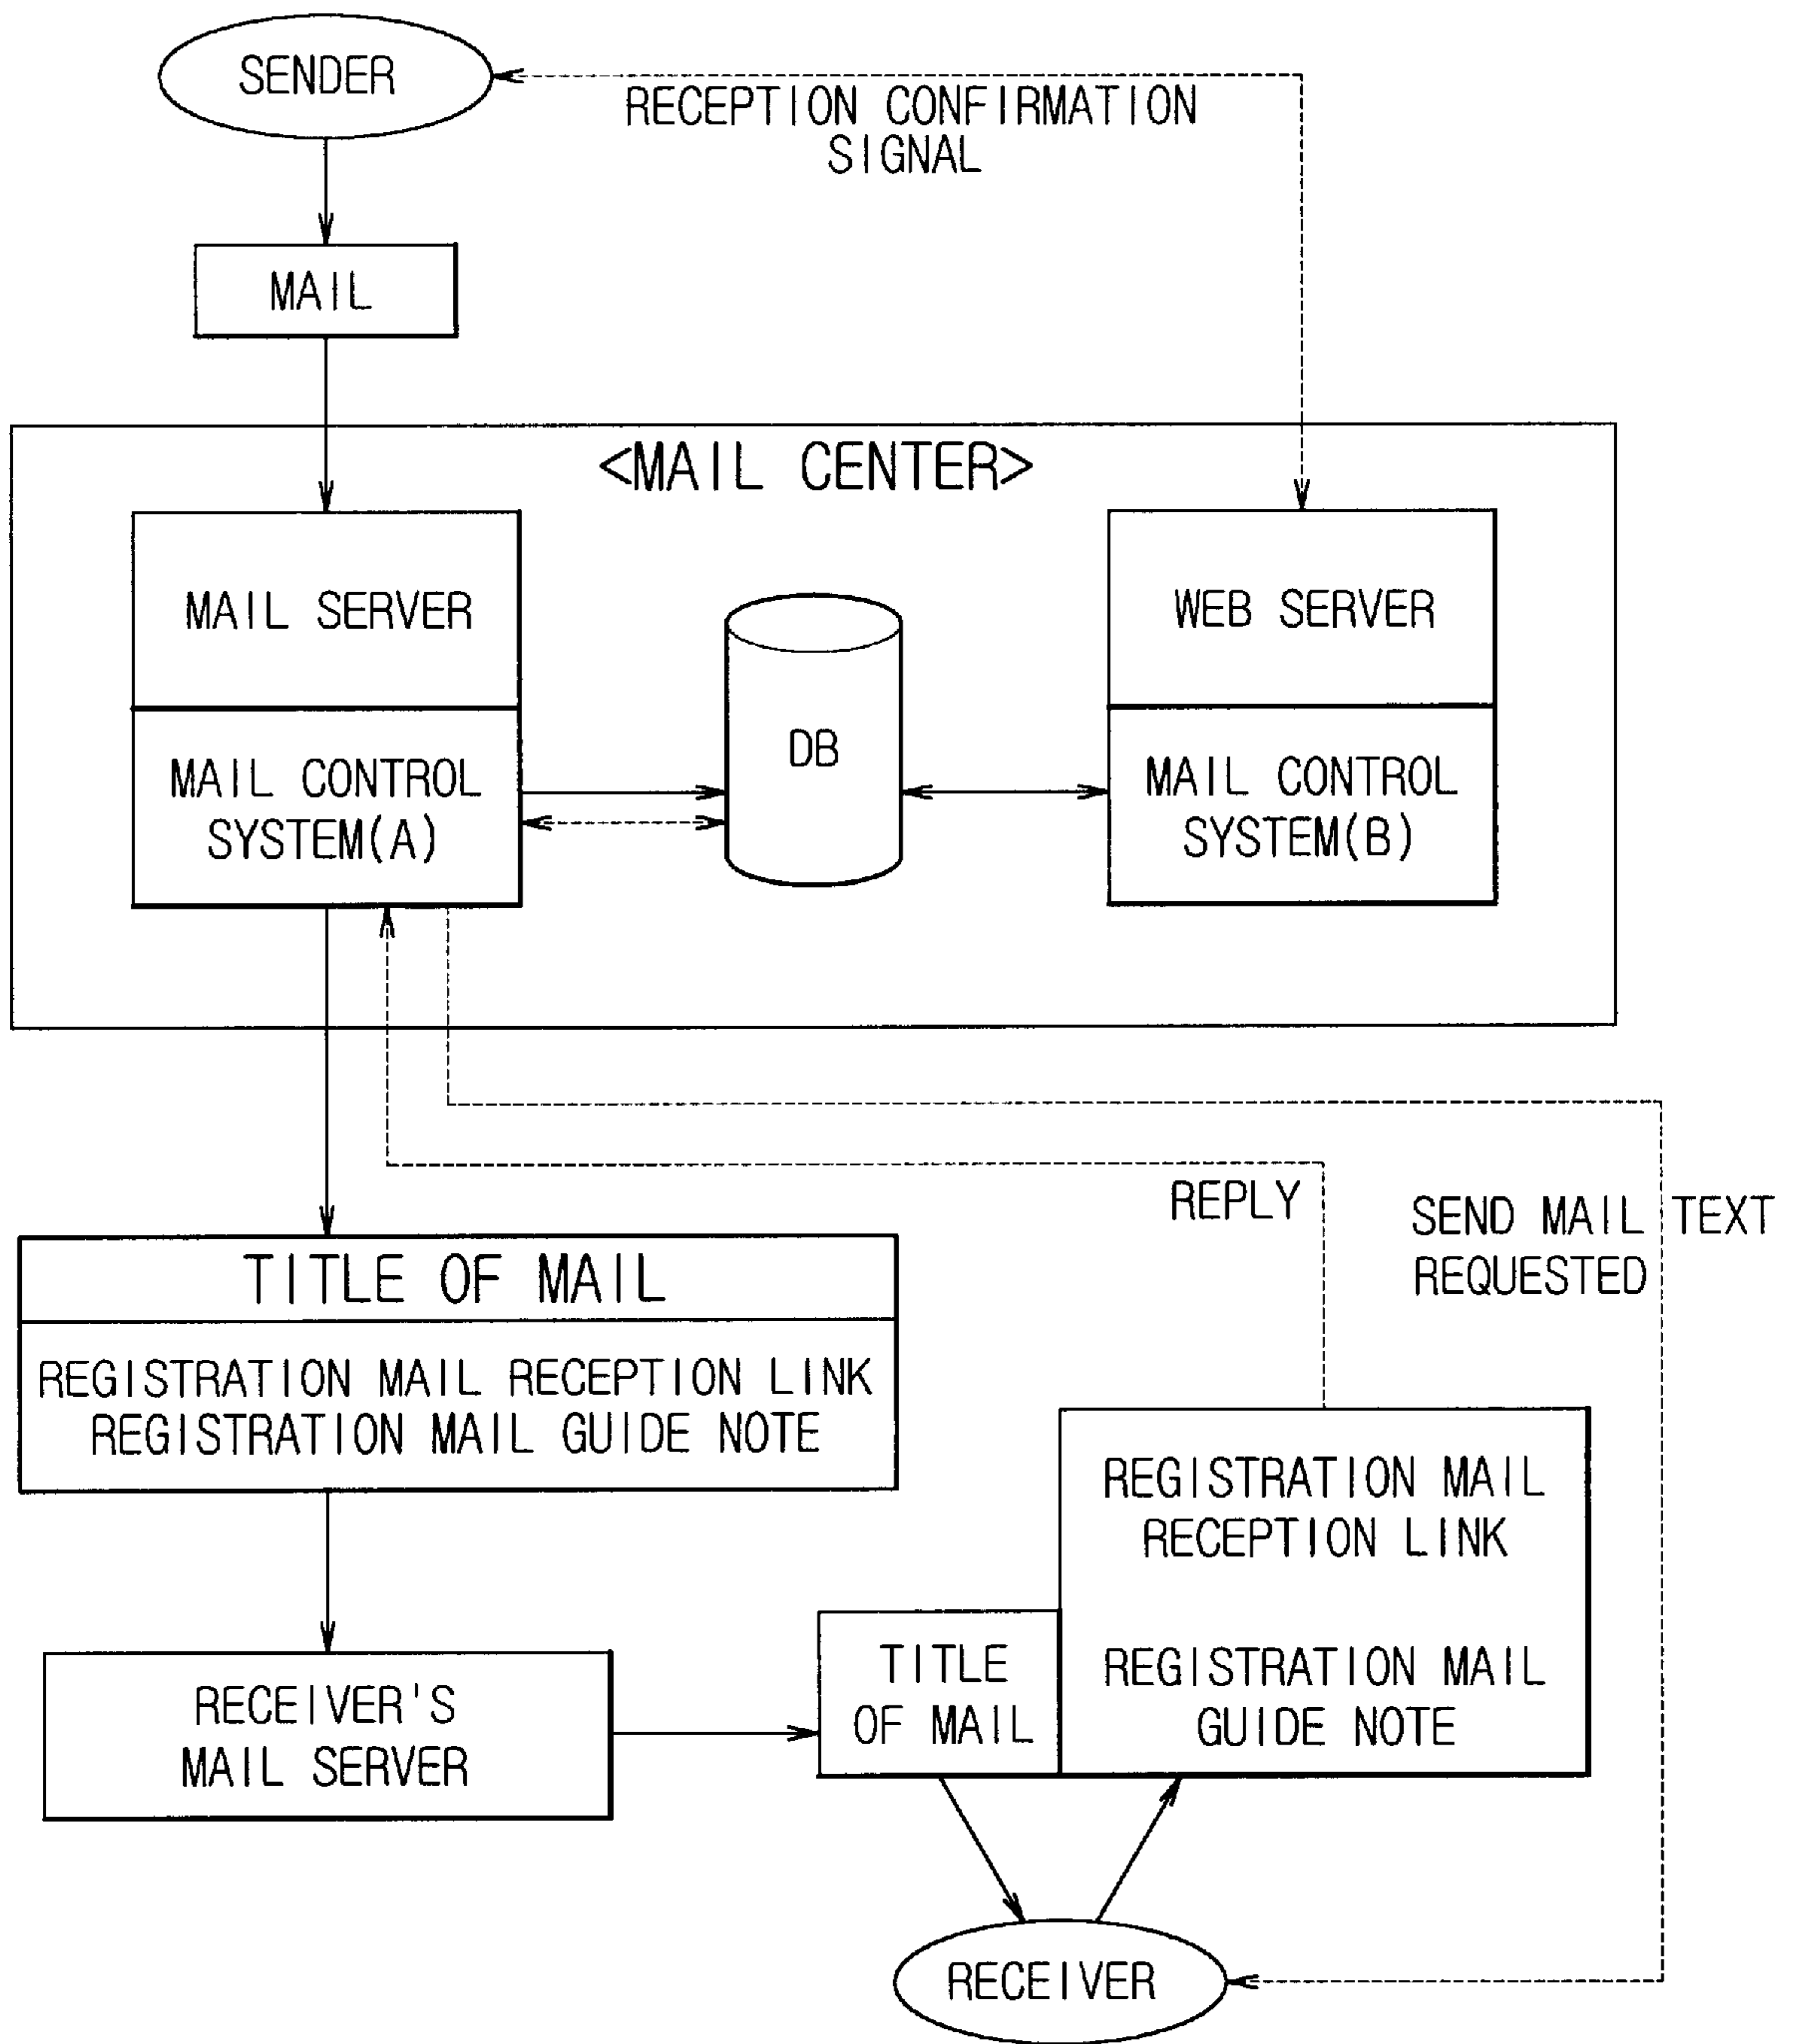 SENDER
RECEPTION CONFIRMATION
SIGNAL
MAIL
<MAIL CENTER>
MAIL SERVER
WEB SERVER
DB
MAIL CONTROL
SYSTEM(A)
MAIL CONTROL
SYSTEM(B)
REPLY
SEND MAIL TEXT
REQUESTED
TITLE OF MAIL
REGISTRATION MAIL RECEPTION LINK
REGISTRATION MAIL GUIDE NOTE
REGISTRATION MAIL
RECEPTION LINK
REGISTRATION MAIL
GUIDE NOTE
TITLE
OF MAIL
RECEIVER'S
MAIL SERVER
RECEIVER